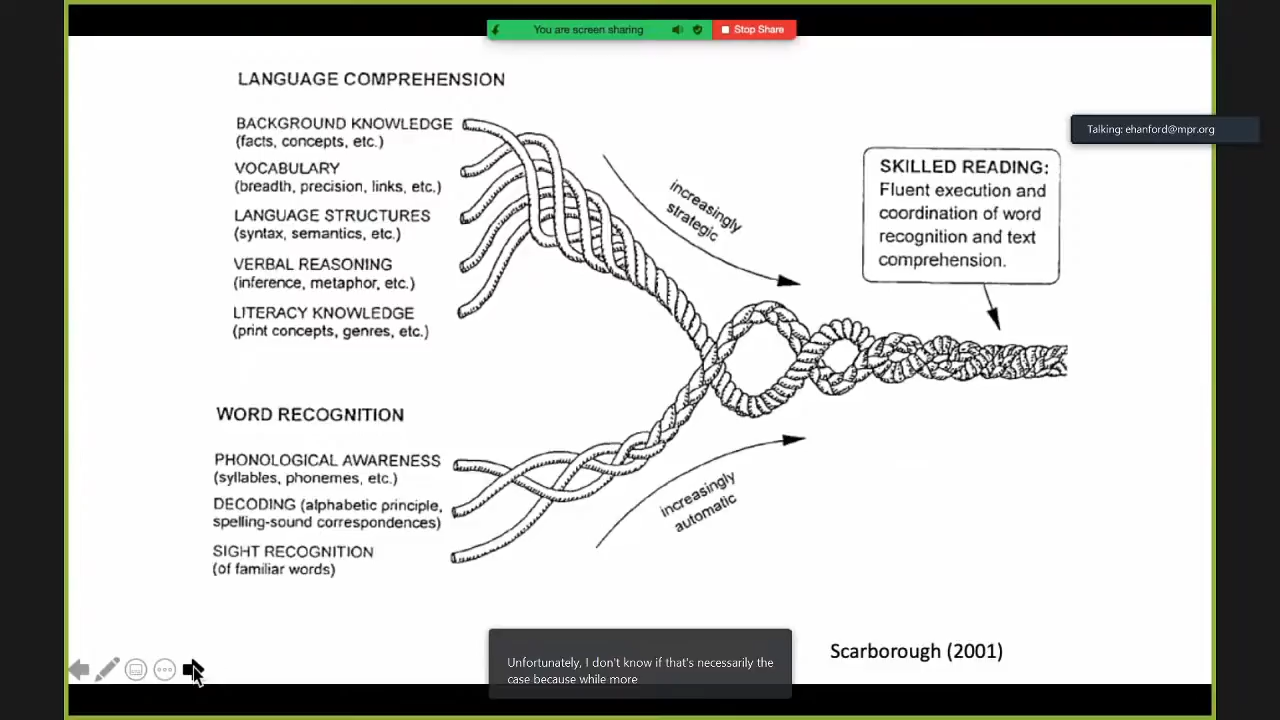 You are screen sharing
Stop Share
LANGUAGE COMPREHENSION
BACKGROUND KNOWLEDGE
(facts, concepts, etc.)
VOCABULARY
(breadth, precision, links, etc.)
LANGUAGE STRUCTURES
(syntax, semantics, etc.)
VERBAL REASONING
(inference, metaphor, etc.)
LITERACY KNOWLEDGE
(print concepts, genres, etc.)
increasingly
strategic
Talking: ehanford@mpr.org
SKILLED READING:
Fluent execution and
coordination of word
recognition and text
comprehension.
WORD RECOGNITION
PHONOLOGICAL AWARENESS
(syllables, phonemes, etc.)
DECODING (alphabetic principle,
spelling-sound correspondences)
SIGHT RECOGNITION
(of familiar words)
increasingly
automatic
Unfortunately, I don't know if that's necessarily the
case because while more
Scarborough (2001)